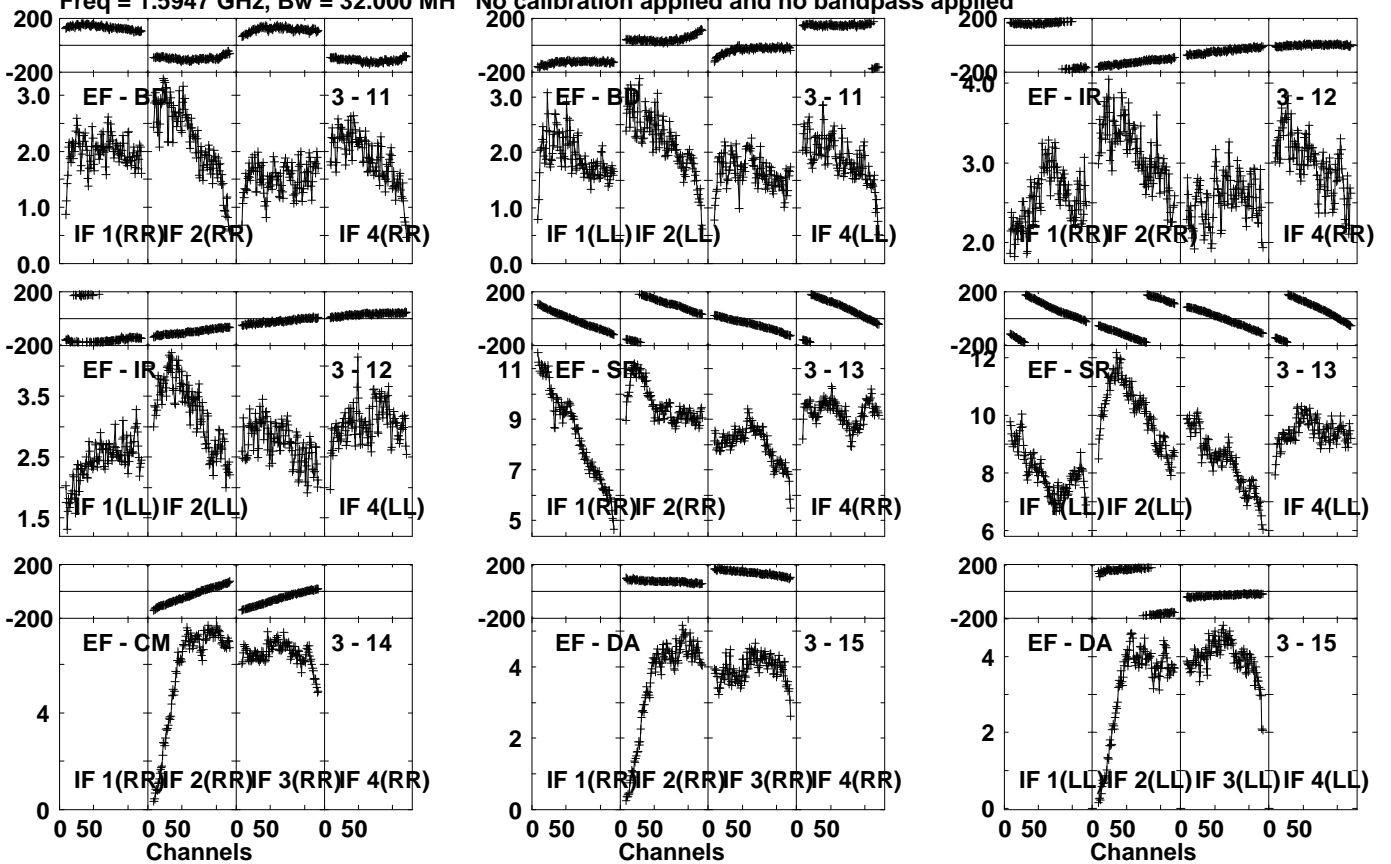 Freq = 1.5947 GHz, Bw = 32.000 MH No calibration applied and no bandpass applied
200 200 200
-200 -200 -200
3.0 EF - BD 3 - 11 3.0 EF - BD 3 - 11 4.0 EF - IR 3 - 12
2.0 2.0 3.0
1.0 1.0 2.0
IF 1(RR) IF 2(RR) IF 4(RR) IF 1(LL) IF 2(LL) IF 4(LL) IF 1(RR) IF 2(RR) IF 4(RR)
0.0 0.0
200 200 200
-200 -200 -200
EF - IR 3 - 12 11 EF - SR 3 - 13 12 EF - SR 3 - 13
3.5 9 10
2.5 7 8
1.5 5 6
IF 1(LL) IF 2(LL) IF 4(LL) IF 1(RR) IF 2(RR) IF 4(RR) IF 1(LL) IF 2(LL) IF 4(LL)
200 200 200
-200 -200 -200
EF - CM 3 - 14 EF - DA 3 - 15 EF - DA 3 - 15
4 4 4
2 2
IF 1(RR) IF 2(RR) IF 3(RR) IF 4(RR) IF 1(RR) IF 2(RR) IF 3(RR) IF 4(RR) IF 1(LL) IF 2(LL) IF 3(LL) IF 4(LL)
0 0 0
0 50 0 50 0 50 0 50 0 50 0 50 0 50 0 50 0 50 0 50 0 50 0 50
Channels Channels Channels